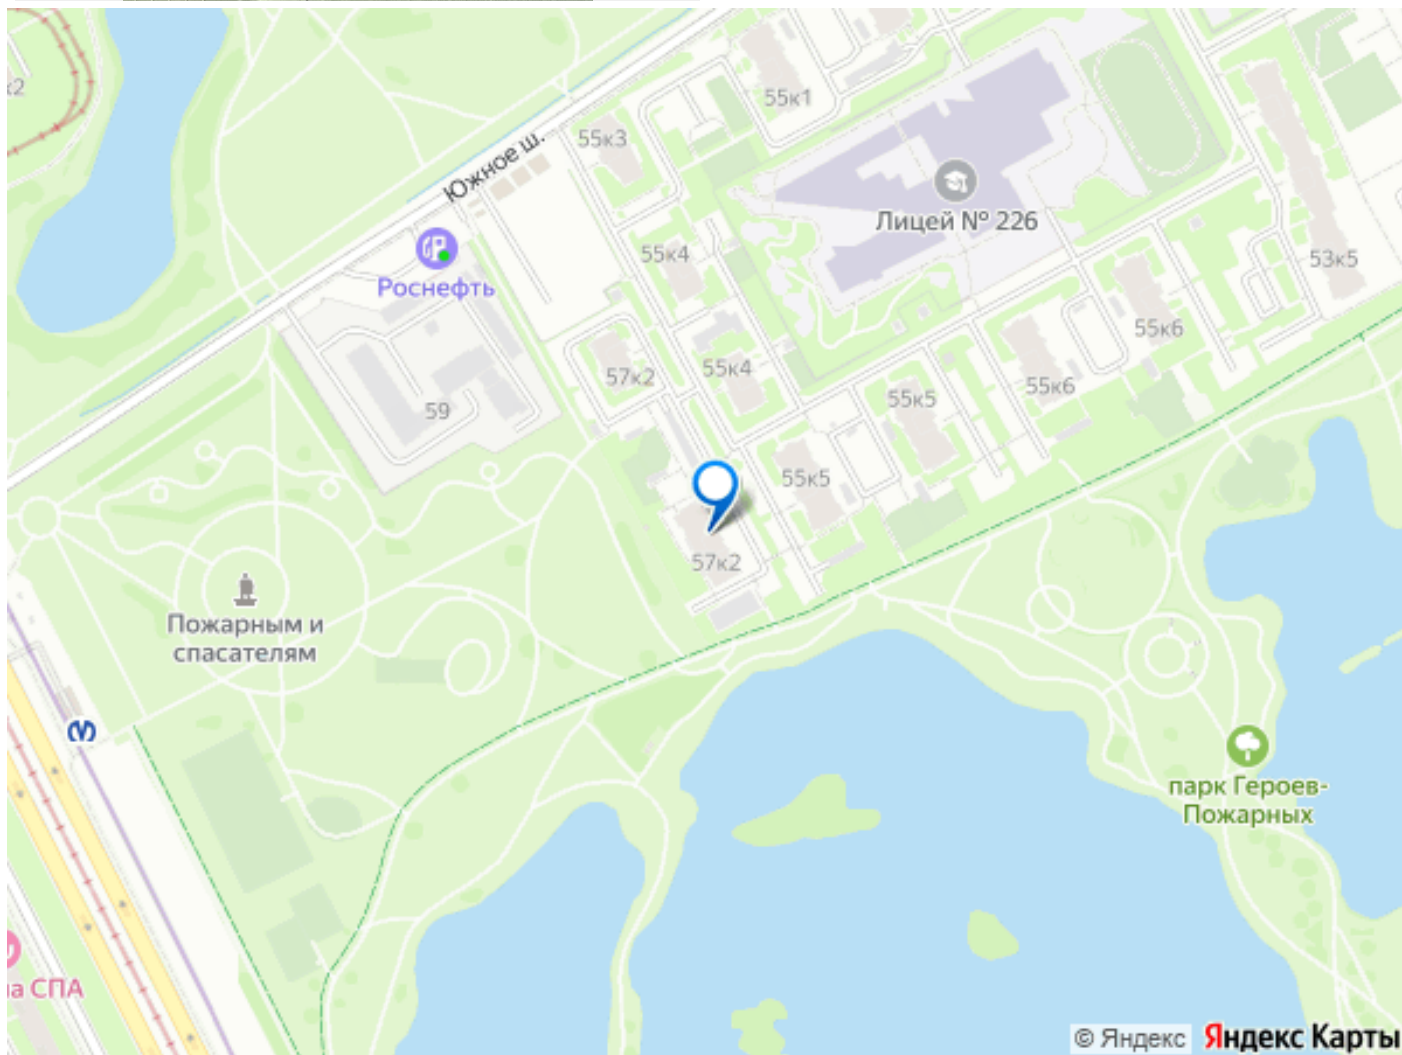 к2
55к1
55к3
Южное ш.
Лицей № 226
55к4
53к5
Роснефть
55к6
57к2
55к4
55к6
55к5
59
55к5
57к2
Пожарным и
спасателям
парк Героев-
Пожарных
СПА
© Яндекс
Яндекс Карты